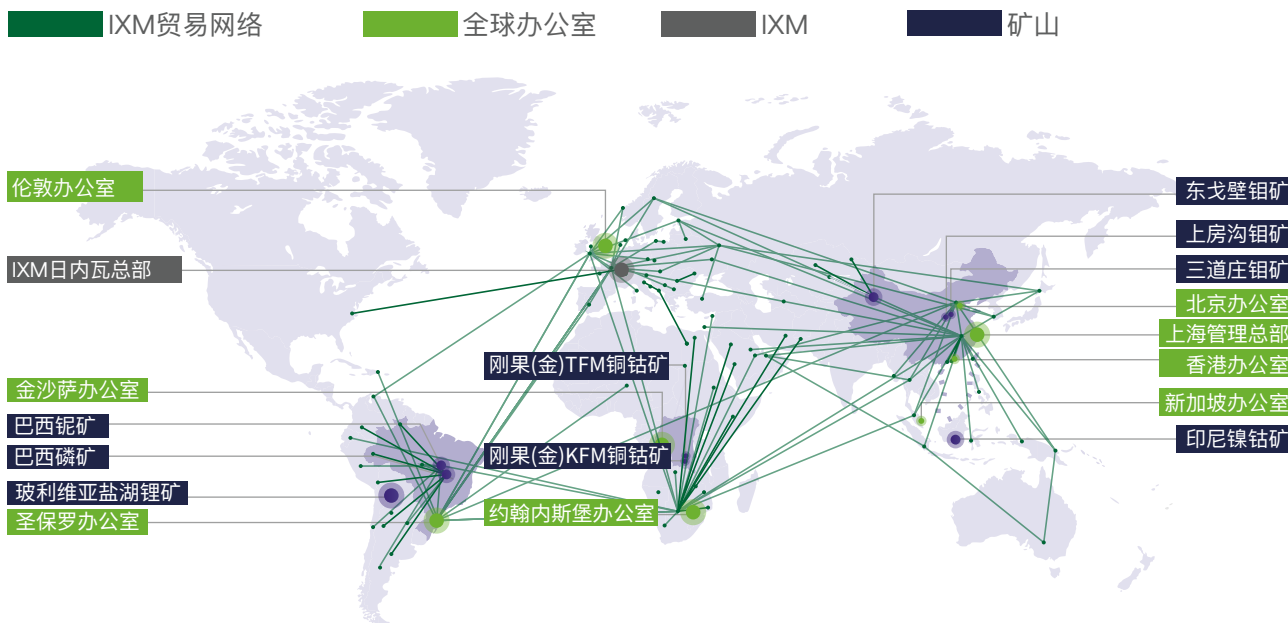 IXM贸易网络
全球办公室
IXM
矿山
伦敦办公室
IXM日内瓦总部
金沙萨办公室
巴西铌矿
巴西磷矿
玻利维亚盐湖锂矿
圣保罗办公室
刚果(金)TFM铜钴矿
刚果(金)KFM铜钴矿
约翰内斯堡办公室
东戈壁钼矿
上房沟钼矿
三道庄钼矿
北京办公室
上海管理总部
香港办公室
新加坡办公室
印尼镍钴矿